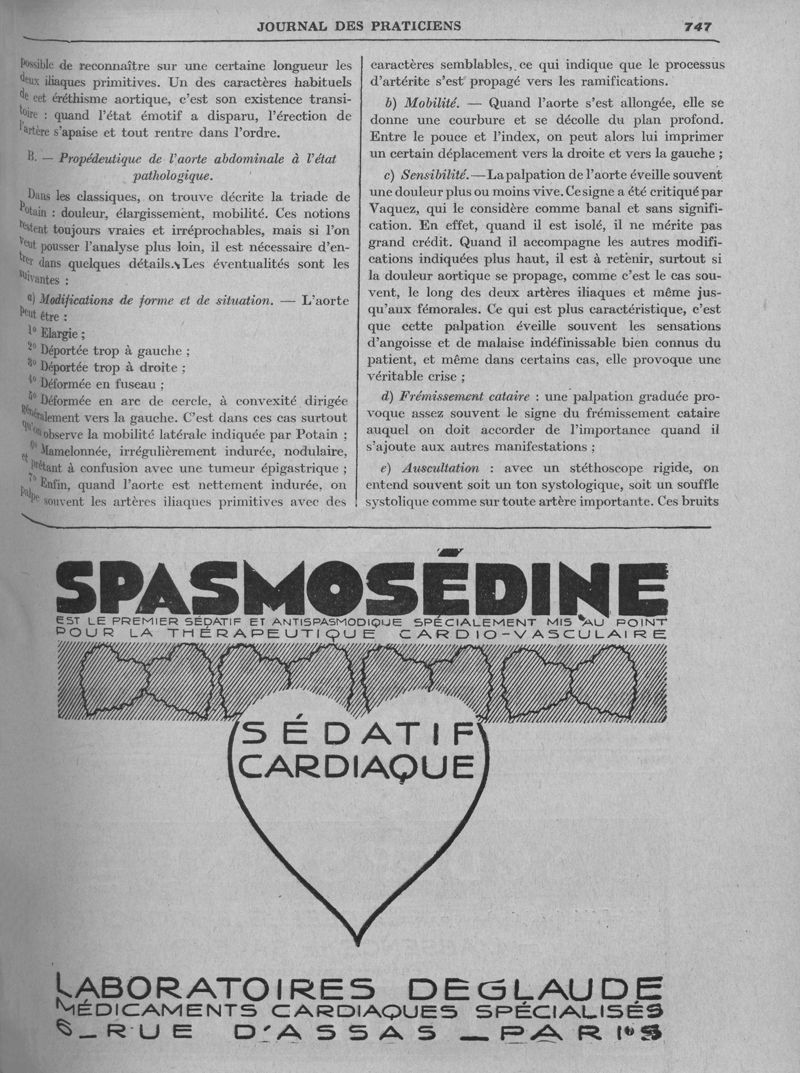 JOURNAL DES PRATICIENS 747
possible de reconnaître sur une certaine longueur les
deux iliaques primitives. Un des caractères habituels
de cet éréthisme aortique, c'est son existence transi-
toire : quand l'état émotif a disparu, l'érection de
l'artère s'apaise et tout rentre dans l'ordre.
B. — Propédeutique de l'aorte abdominale à l'état
pathologique.
Dans les classiques, on trouve décrite la triade de
Potain : douleur, élargissement, mobilité. Ces notions
restent toujours vraies et irréprochables, mais si l'on
veut pousser l'analyse plus loin, il est nécessaire d'en-
trer dans quelques détails. Les éventualités sont les
suivantes :
a) Modifications de forme et de situation. — L'aorte
peut être :
1° Elargie ;
2° Déportée trop à gauche ;
3° Déportée trop à droite ;
4° Déformée en fuseau ;
5° Déformée en arc de cercle, à convexité dirigée
généralement vers la gauche. C'est dans ces cas surtout
qu'on observe la mobilité latérale indiquée par Potain ;
6° Mamelonnée, irrégulièrement indurée, nodulaire,
et prêtant à confusion avec une tumeur épigastrique ;
7° Enfin, quand l'aorte est nettement indurée, on
palpe souvent les artères iliaques primitives avec des
caractères semblables, ce qui indique que le processus
d'artérite s'est propagé vers les ramifications.
b) Mobilité. — Quand l'aorte s'est allongée, elle se
donne une courbure et se décolle du plan profond.
Entre le pouce et l'index, on peut alors lui imprimer
un certain déplacement vers la droite et vers la gauche ;
c) Sensibilité. — La palpation de l'aorte éveille souvent
une douleur plus ou moins vive. Ce signe a été critiqué par
Vaquez, qui le considère comme banal et sans signifi-
cation. En effet, quand il est isolé, il ne mérite pas
grand crédit. Quand il accompagne les autres modifi-
cations indiquées plus haut, il est à retenir, surtout si
la douleur aortique se propage, comme c'est le cas sou-
vent, le long des deux artères iliaques et même jus-
qu'aux fémorales. Ce qui est plus caractéristique, c'est
que cette palpation éveille souvent les sensations
d'angoisse et de malaise indéfinissable bien connus du
patient, et même dans certains cas, elle provoque une
véritable crise ;
d) Frémissement cataire : une palpation graduée pro-
voque assez souvent le signe du frémissement cataire
auquel on doit accorder de l'importance quand il
s'ajoute aux autres manifestations ;
e) Auscultation : avec un stéthoscope rigide, on
entend souvent soit un ton systologique, soit un souffle
systolique comme sur toute artère importante. Ces bruits
SPASMOSÉDINE
EST LE PREMIER SÉDATIF ET ANTISPASMODIQUE SPÉCIALEMENT MIS AU POINT
POUR LA THÉRAPEUTIQUE CARDIO-VASCULAIRE
SÉDATIF
CARDIAQUE
LABORATOIRES DEGLAUDE
MÉDICAMENTS CARDIAQUES SPÉCIALISÉS
6_RUE D'ASSAS _ PARIS